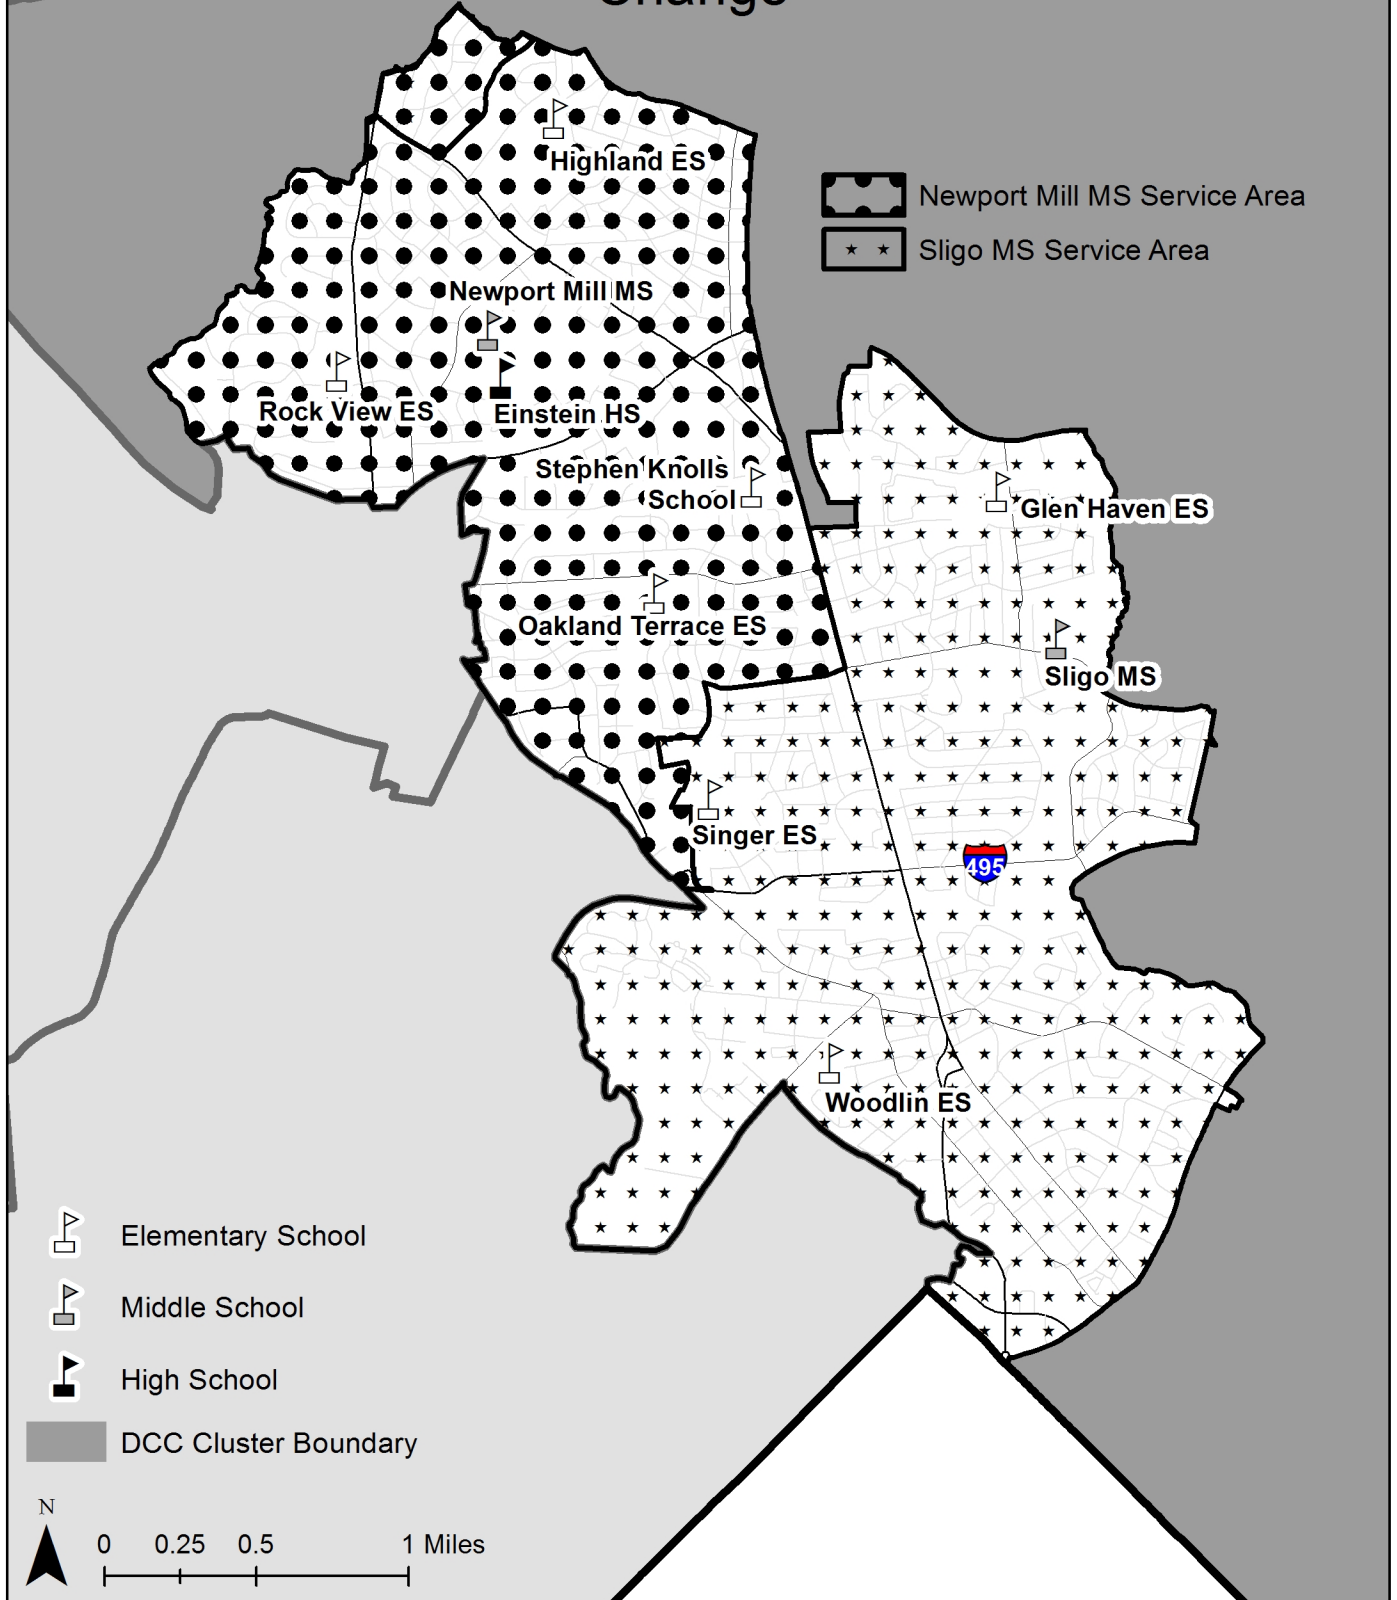 Change
Highland ES
Newport Mill MS Service Area
Sligo MS Service Area
Newport Mill MS
Rock View ES
Einstein HS
Stephen Knolls
School
Glen Haven ES
Oakland Terrace ES
Sligo MS
Singer ES
495
Woodlin ES
Elementary School
Middle School
High School
DCC Cluster Boundary
N
0 0.25 0.5 1 Miles